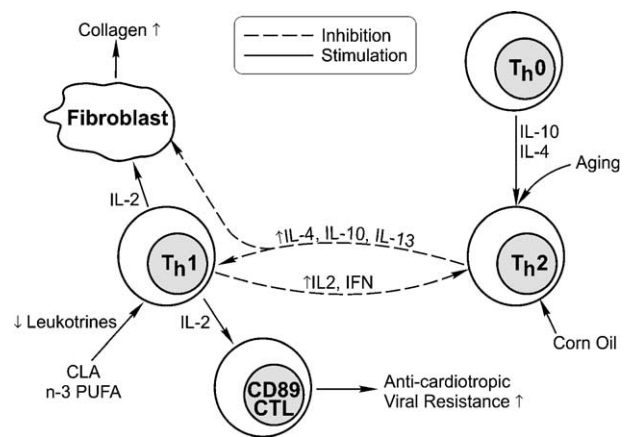 Collagen ↑
Inhibition
Stimulation
Th0
Fibroblast
IL-10
IL-4
Aging
IL-2
↑IL-4, IL-10, IL-13
Th1
Th2
↑IL2, IFN
↓ Leukotrines
IL-2
CLA
n-3 PUFA
Corn Oil
CD89
CTL
Anti-cardiotropic
Viral Resistance ↑